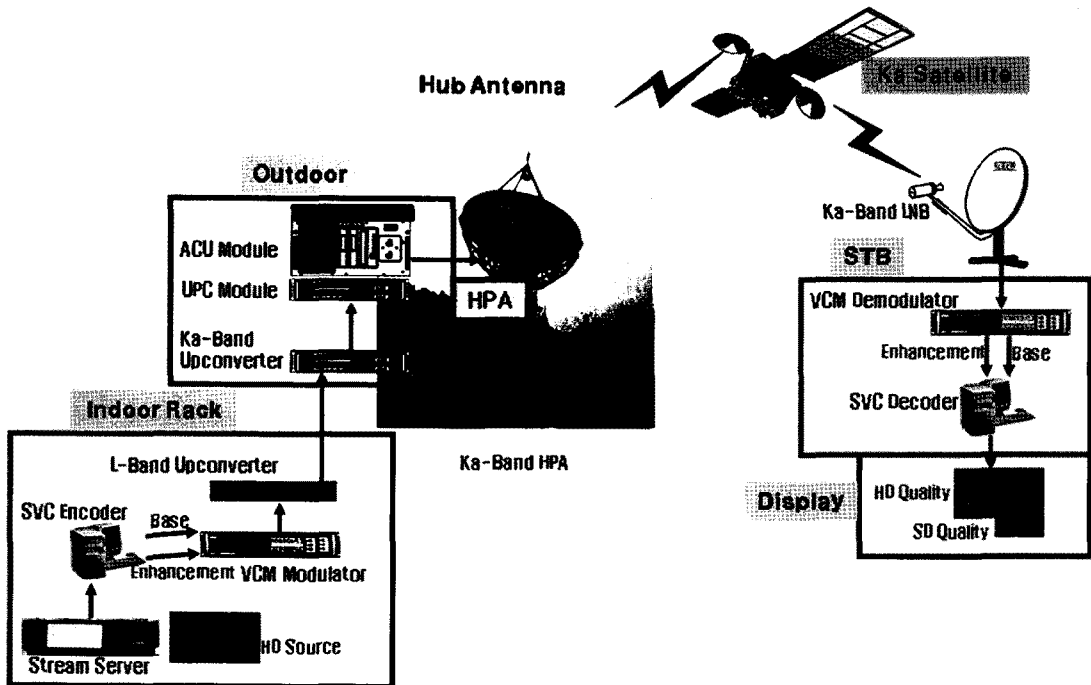 Hub Antenna
Ka Satellite
Outdoor
ACU Module
UPC Module
HPA
Ka-Band
Upconverter
Ka-Band LNB
STB
VCM Demodulator
Enhancement
Base
SVC Decoder
Indoor Rack
L-Band Upconverter
Ka-Band HPA
SVC Encoder
Base
Enhancement
VCM Modulator
Display
HD Quality
SD Quality
HD Source
Stream Server